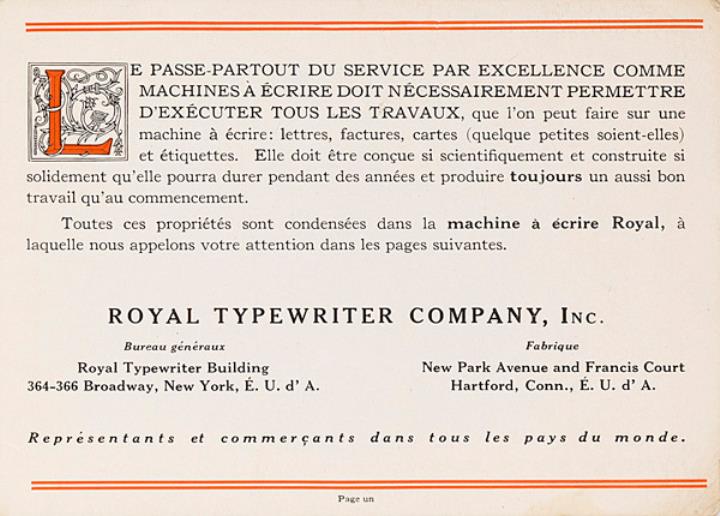 LE PASSE-PARTOUT DU SERVICE PAR EXCELLENCE COMME
MACHINES À ÉCRIRE DOIT NÉCESSAIREMENT PERMETTRE
D'EXÉCUTER TOUS LES TRAVAUX, que l'on peut faire sur une
machine à écrire: lettres, factures, cartes (quelque petites soient-elles)
et étiquettes. Elle doit être conçue si scientifiquement et construite si
solidement qu'elle pourra durer pendant des années et produire toujours un aussi bon
travail qu'au commencement.
Toutes ces propriétés sont condensées dans la machine à écrire Royal, à
laquelle nous appelons votre attention dans les pages suivantes.
ROYAL TYPEWRITER COMPANY, INC.
Bureau généraux
Royal Typewriter Building
364-366 Broadway, New York, É. U. d' A.
Fabrique
New Park Avenue and Francis Court
Hartford, Conn., É. U. d' A.
Représentants et commerçants dans tous les pays du monde.
Page un